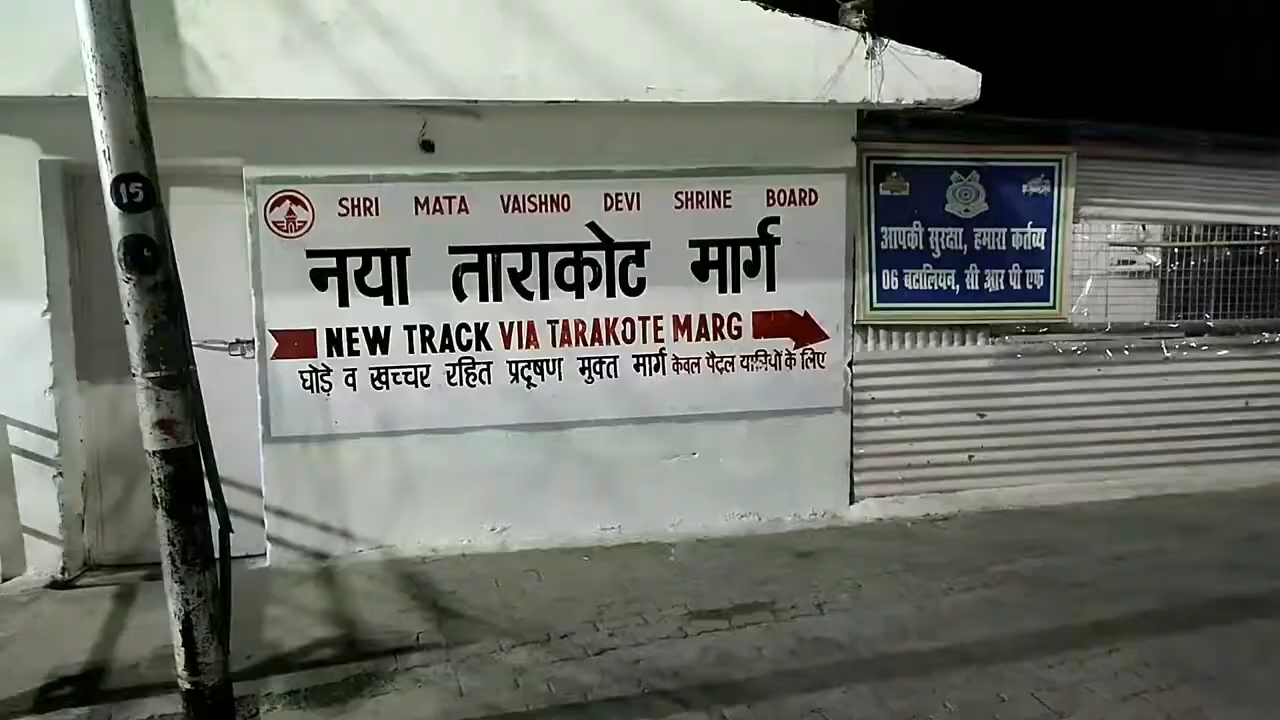 15
SHRI MATA VAISHNO DEVI SHRINE BOARD
नया ताराकोट मार्ग
NEW TRACK VIA TARAKOTE MARG
घोड़े व खच्चर रहित प्रदूषण मुक्त मार्ग केवल पैदल यात्रियों के लिए
आपकी सुरक्षा, हमारा कर्तव्य
06 बटालियन, सी आर पी एफ